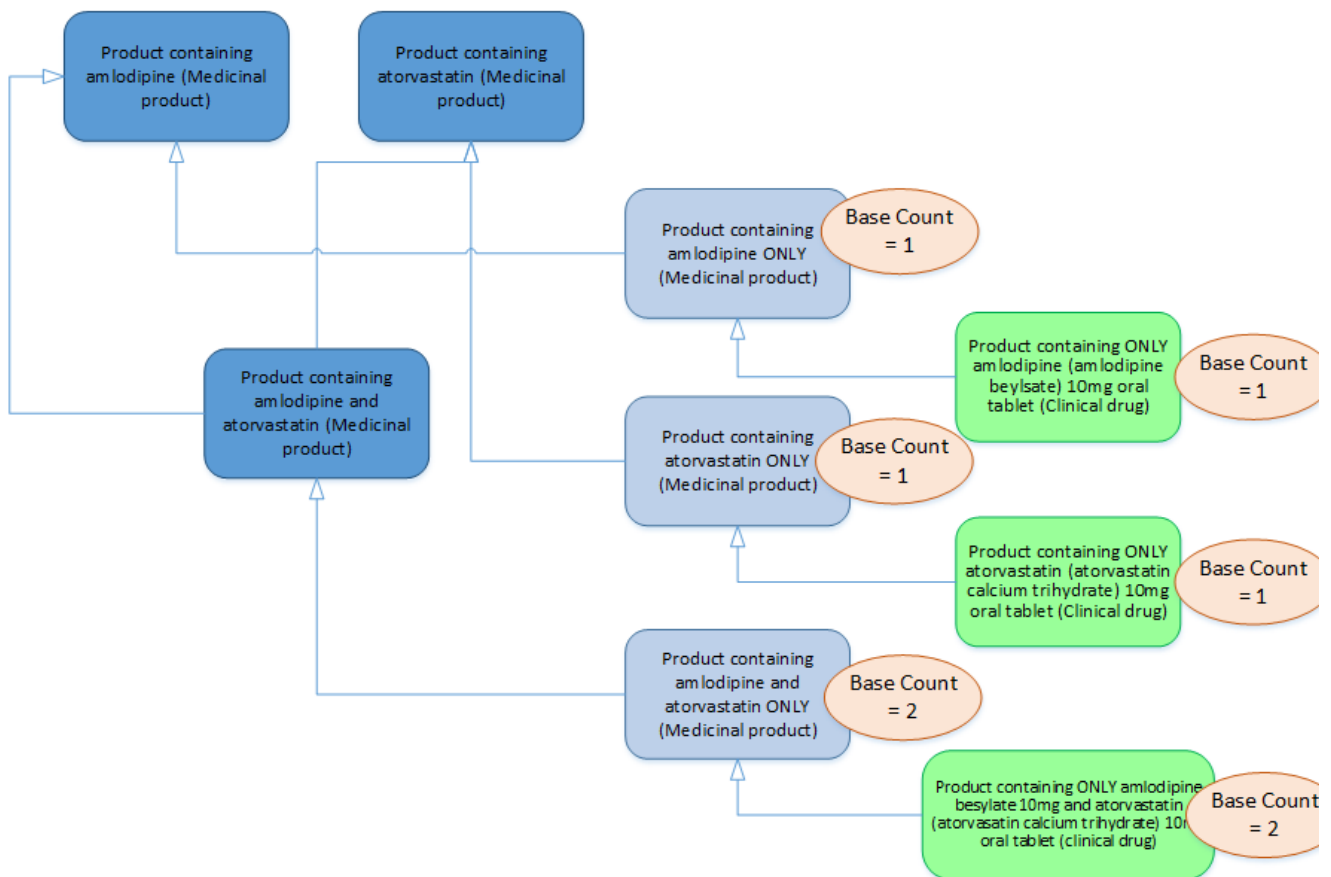 Product containing
amlodipine (Medicinal
product)
Product containing
atorvastatin (Medicinal
product)
Product containing
amlodipine ONLY
(Medicinal product)
Base Count
= 1
Product containing ONLY
amlodipine (amlodipine
beylsate) 10mg oral
tablet (Clinical drug)
Base Count
= 1
Product containing
amlodipine and
atorvastatin (Medicinal
product)
Product containing
atorvastatin ONLY
(Medicinal product)
Base Count
= 1
Product containing ONLY
atorvastatin (atorvastatin
calcium trihydrate) 10mg
oral tablet (Clinical drug)
Base Count
= 1
Product containing
amlodipine and
atorvastatin ONLY
(Medicinal product)
Base Count
= 2
Product containing ONLY amlodipine
besylate 10mg and atorvastatin
(atorvasatin calcium trihydrate)
oral tablet (clinical drug)
Base Count
= 2